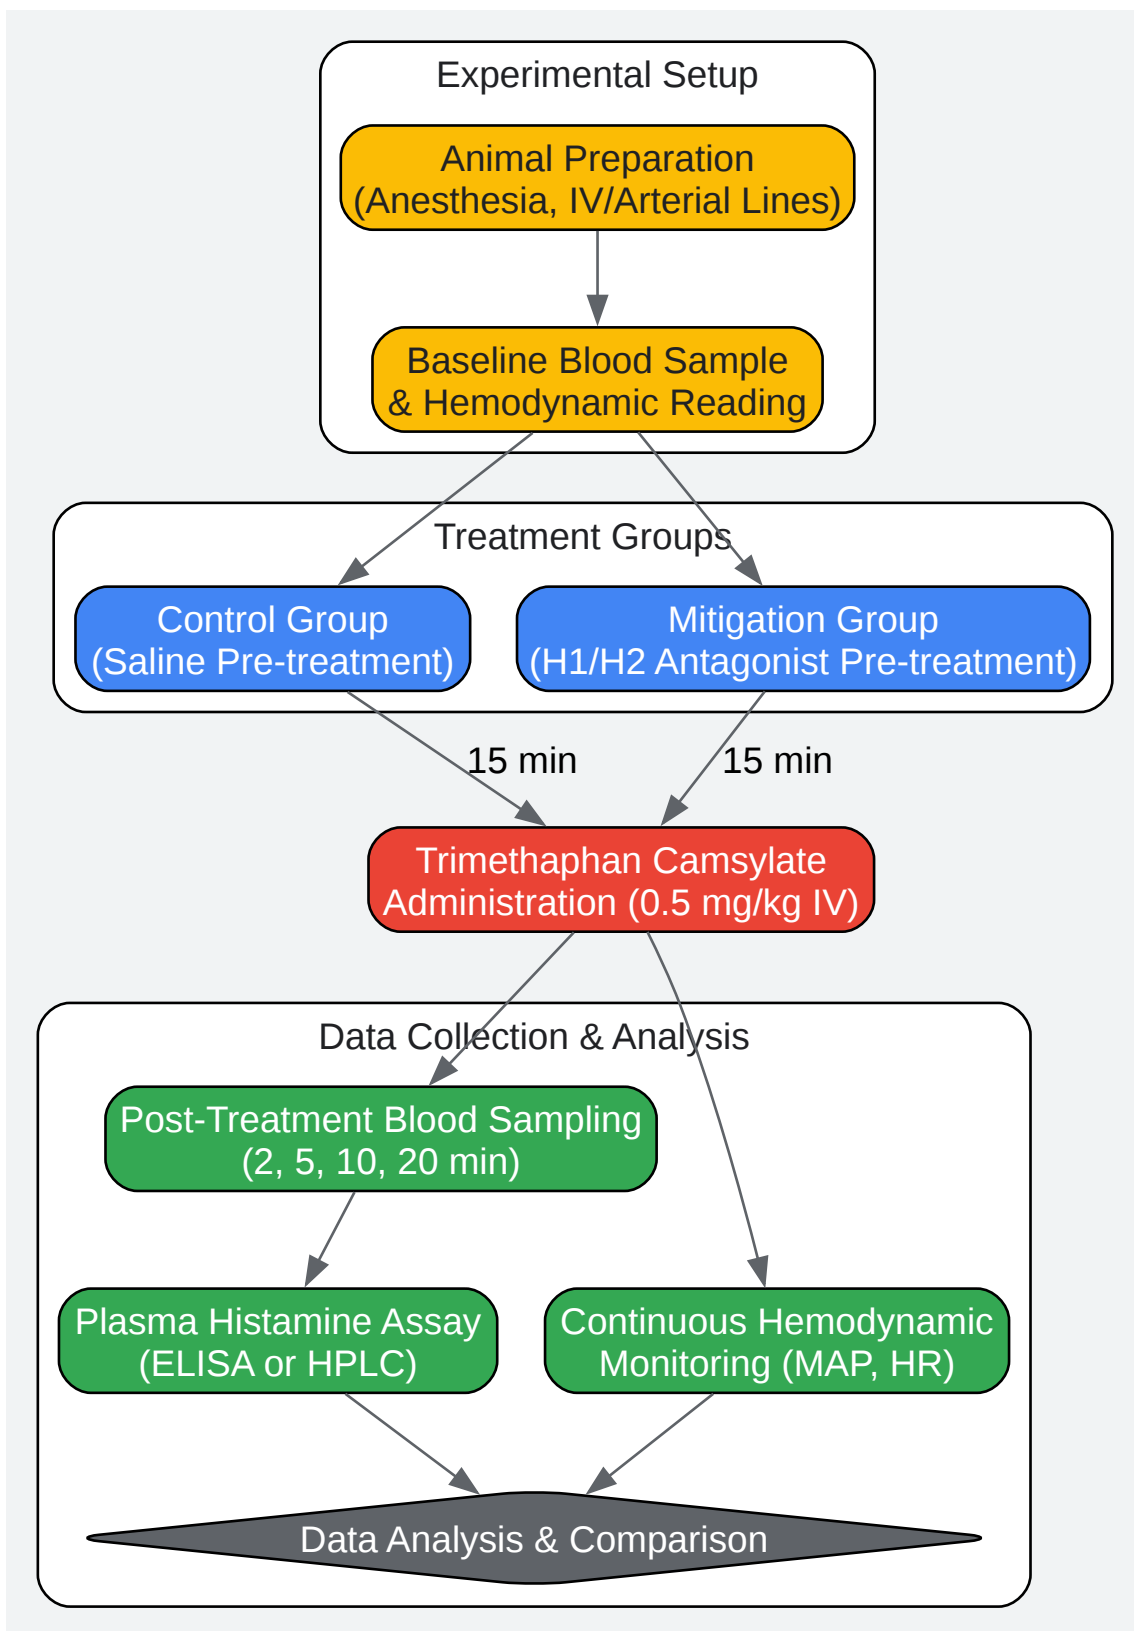 Experimental Setup
Animal Preparation
(Anesthesia, IV/Arterial Lines)
Baseline Blood Sample
& Hemodynamic Reading
Treatment Groups
Control Group
(Saline Pre-treatment)
Mitigation Group
(H1/H2 Antagonist Pre-treatment)
15 min
15 min
Trimethaphan Camsylate
Administration (0.5 mg/kg IV)
Data Collection & Analysis
Post-Treatment Blood Sampling
(2, 5, 10, 20 min)
Plasma Histamine Assay
(ELISA or HPLC)
Continuous Hemodynamic
Monitoring (MAP, HR)
Data Analysis & Comparison